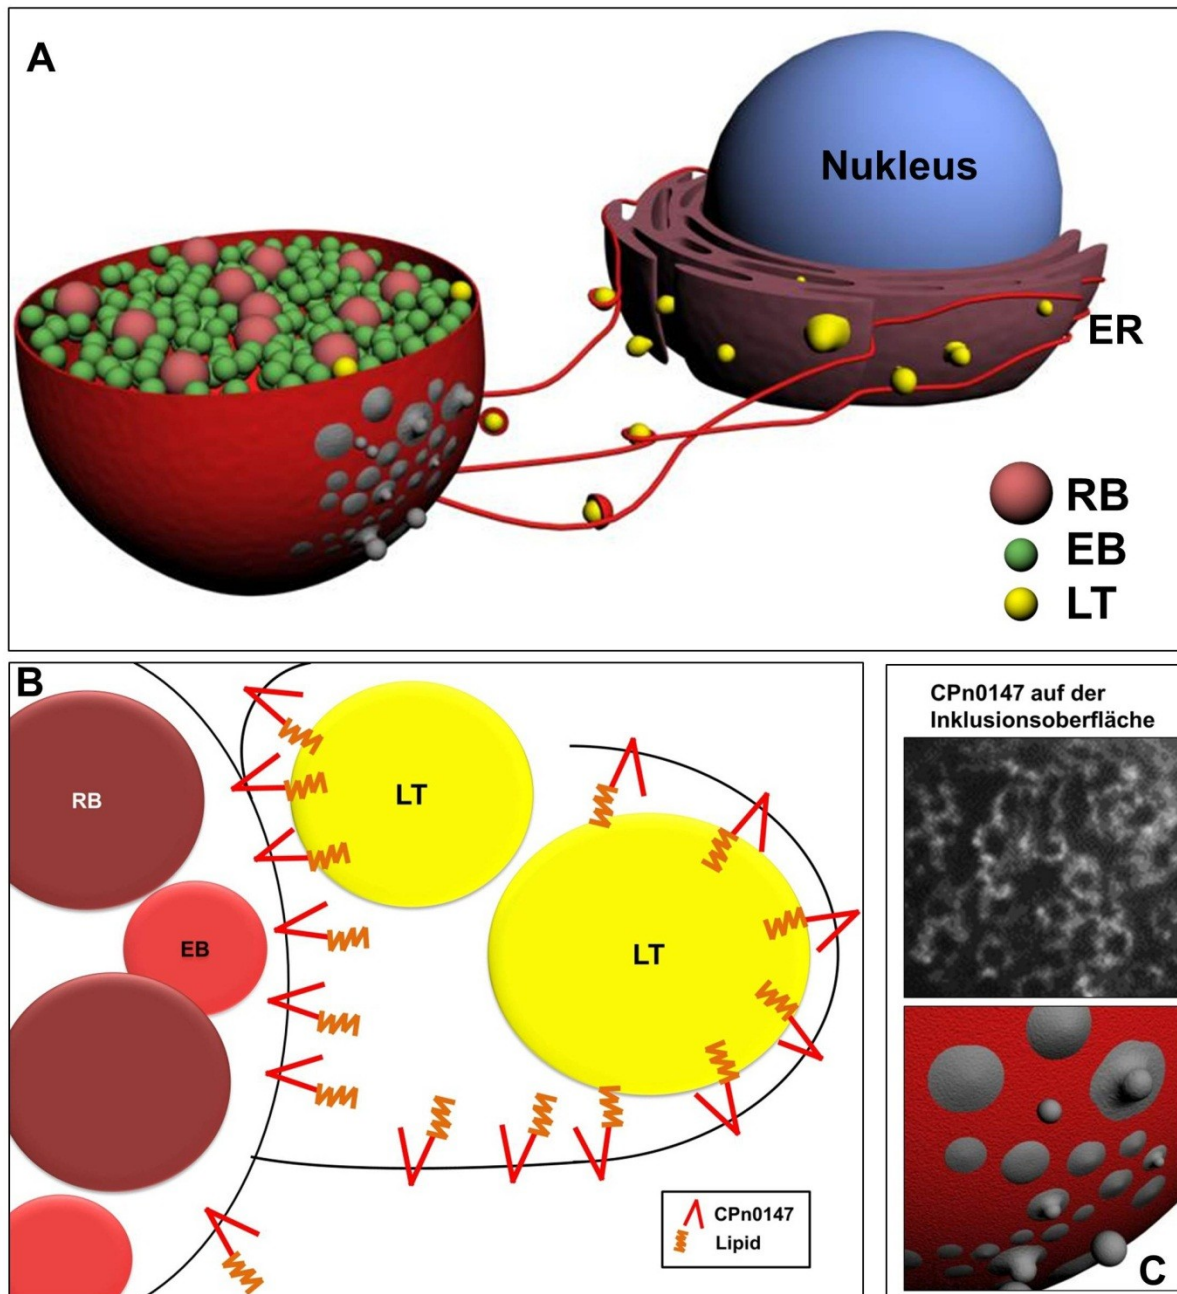 A
Nukleus
ER
RB
EB
LT
B
RB
LT
EB
LT
CPn0147
Lipid
CPn0147 auf der
Inklusionsoberfläche
C